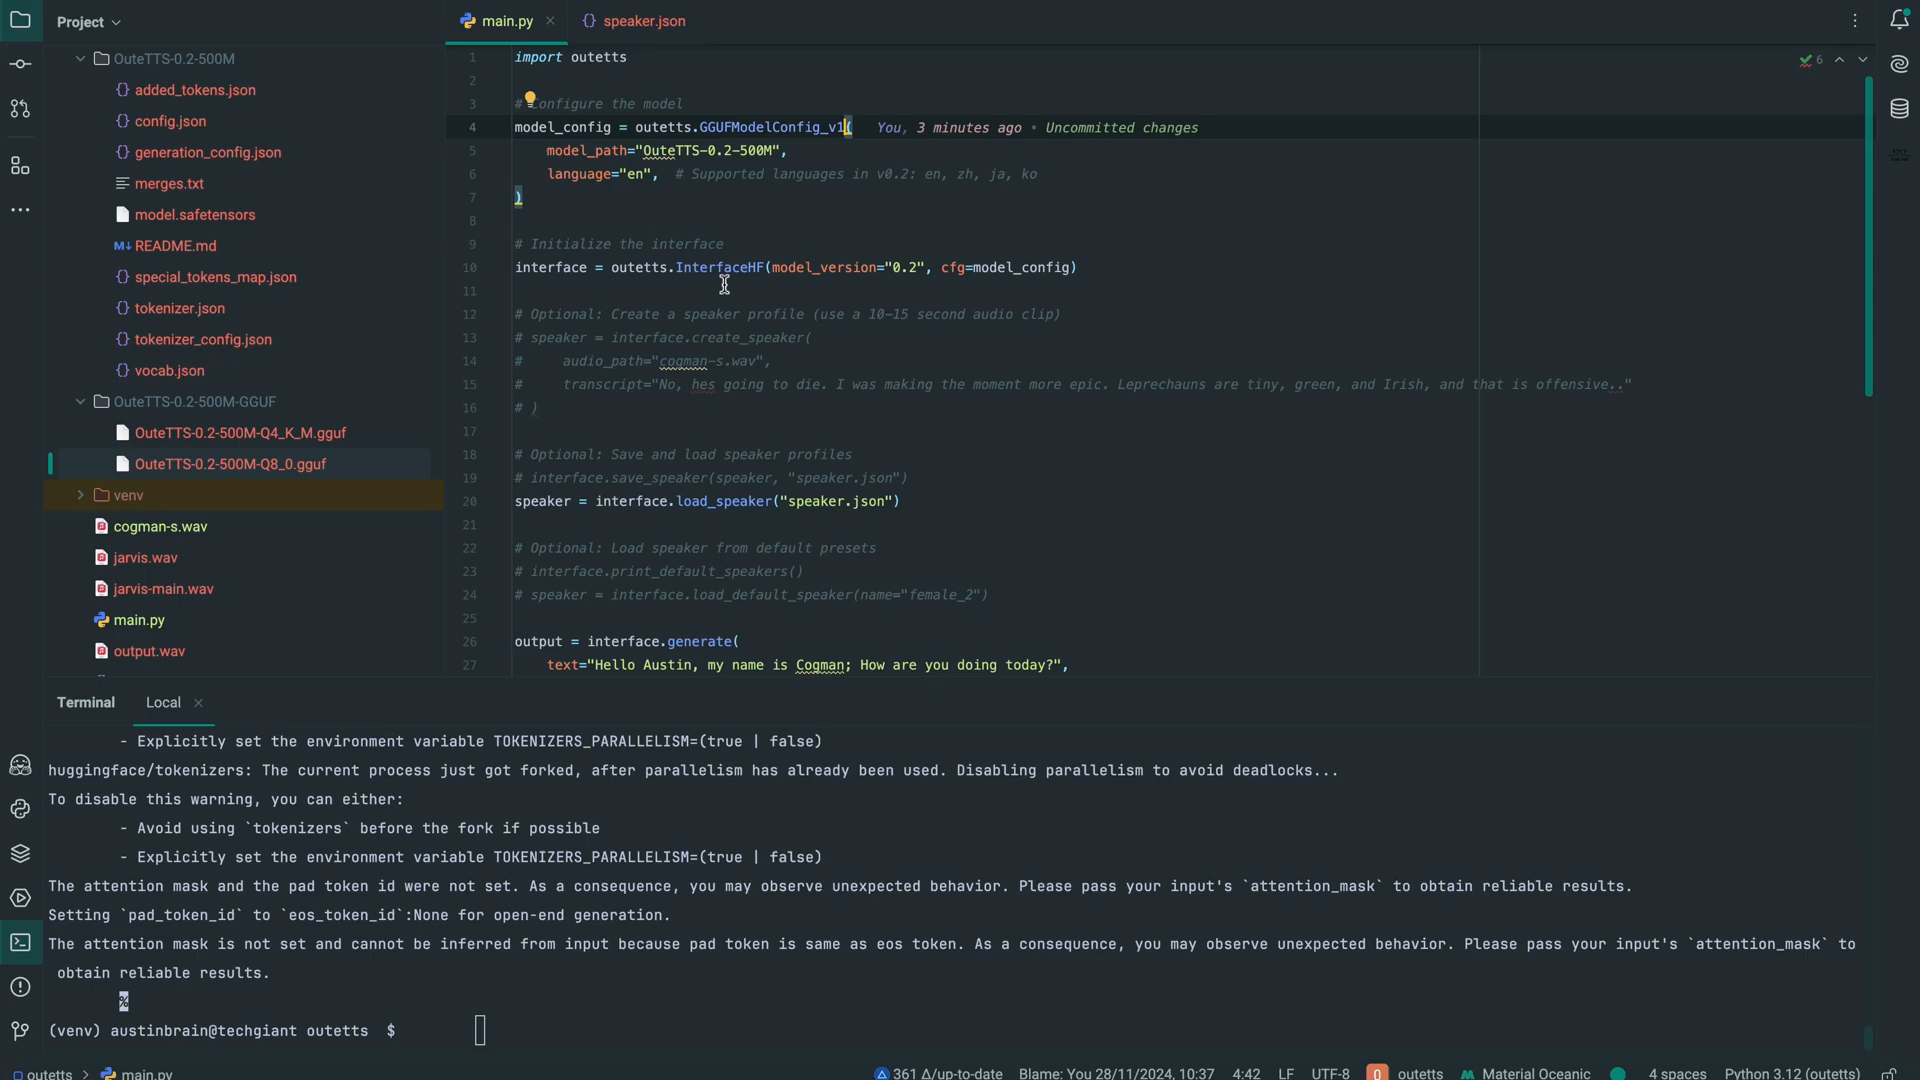 Project
main.py
speaker.json
OuteTTS-0.2-500M
added_tokens.json
config.json
generation_config.json
merges.txt
model.safetensors
README.md
special_tokens_map.json
tokenizer.json
tokenizer_config.json
vocab.json
OuteTTS-0.2-500M-GGUF
OuteTTS-0.2-500M-Q4_K_M.gguf
OuteTTS-0.2-500M-Q8_0.gguf
venv
cogman-s.wav
jarvis.wav
jarvis-main.wav
main.py
output.wav
6
1 import outetts
2
3 # Configure the model
4 model_config = outetts.GGUFModelConfig_v1( You, 3 minutes ago • Uncommitted changes
5 model_path="OuteTTS-0.2-500M",
6 language="en", # Supported languages in v0.2: en, zh, ja, ko
7 )
8
9 # Initialize the interface
10 interface = outetts.InterfaceHF(model_version="0.2", cfg=model_config)
11
12 # Optional: Create a speaker profile (use a 10-15 second audio clip)
13 # speaker = interface.create_speaker(
14 # audio_path="cogman-s.wav",
15 # transcript="No, hes going to die. I was making the moment more epic. Leprechauns are tiny, green, and Irish, and that is offensive.."
16 # )
17
18 # Optional: Save and load speaker profiles
19 # interface.save_speaker(speaker, "speaker.json")
20 speaker = interface.load_speaker("speaker.json")
21
22 # Optional: Load speaker from default presets
23 # interface.print_default_speakers()
24 # speaker = interface.load_default_speaker(name="female_2")
25
26 output = interface.generate(
27 text="Hello Austin, my name is Cogman; How are you doing today?",
Terminal Local
- Explicitly set the environment variable TOKENIZERS_PARALLELISM=(true | false)
huggingface/tokenizers: The current process just got forked, after parallelism has already been used. Disabling parallelism to avoid deadlocks...
To disable this warning, you can either:
- Avoid using `tokenizers` before the fork if possible
- Explicitly set the environment variable TOKENIZERS_PARALLELISM=(true | false)
The attention mask and the pad token id were not set. As a consequence, you may observe unexpected behavior. Please pass your input's `attention_mask` to obtain reliable results.
Setting `pad_token_id` to `eos_token_id`:None for open-end generation.
The attention mask is not set and cannot be inferred from input because pad token is same as eos token. As a consequence, you may observe unexpected behavior. Please pass your input's `attention_mask` to
obtain reliable results.
%
(venv) austinbrain@techgiant outetts $
outetts > main.py
361 Δ/up-to-date Blame: You 28/11/2024, 10:37 4:42 LF UTF-8 outetts Material Oceanic 4 spaces Python 3.12 (outetts)